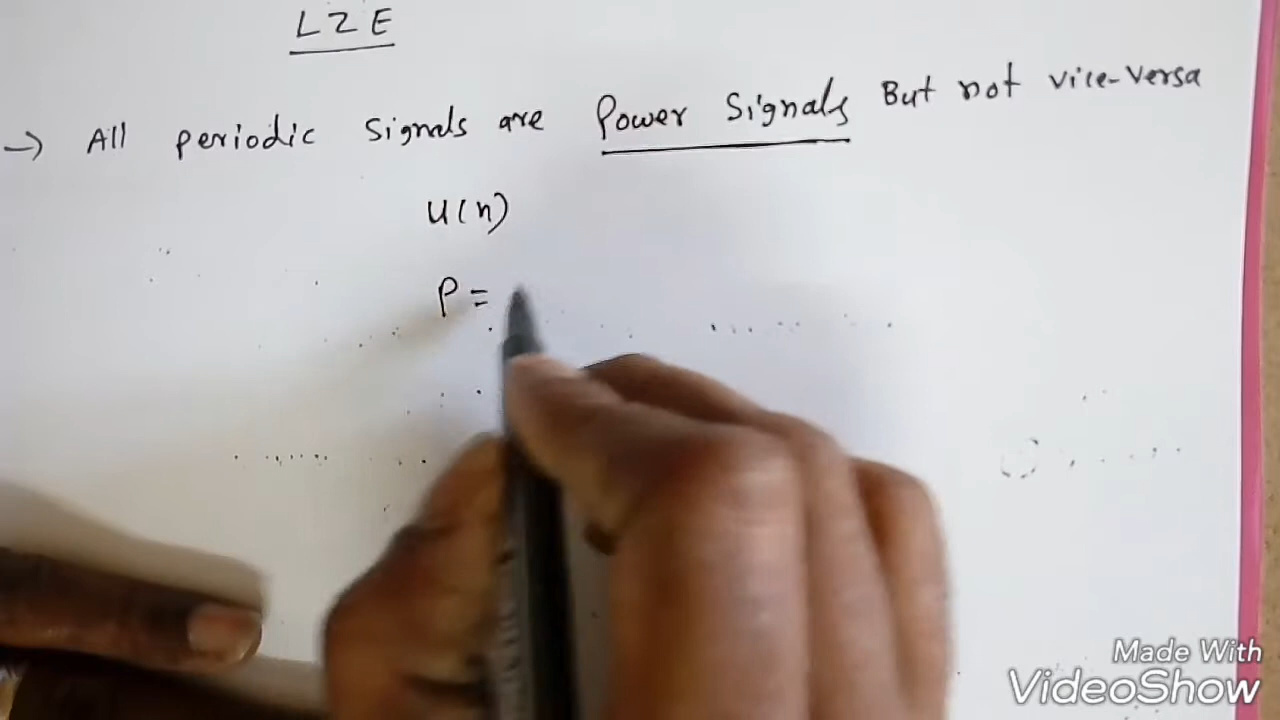 LZE
→ All periodic Signals are Power Signals But not vice-versa
u(n)
P =
Made With
VideoShow